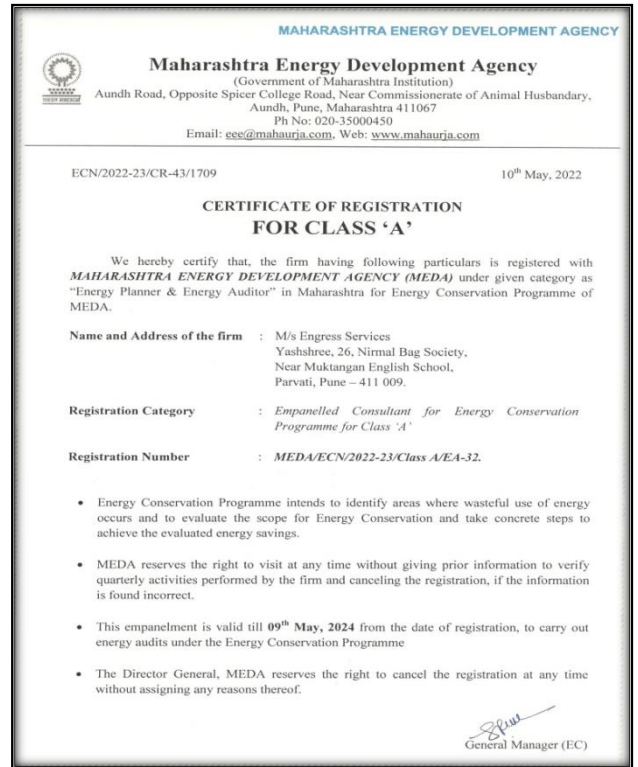 MAHARASHTRA ENERGY DEVELOPMENT AGENCY
Maharashtra Energy Development Agency
(Government of Maharashtra Institution)
Aundh Road, Opposite Spicer College Road, Near Commissionerate of Animal Husbandary,
Aundh, Pune, Maharashtra 411067
Ph No: 020-35000450
Email: eee@mahaurja.com, Web: www.mahaurja.com
ECN/2022-23/CR-43/1709 10th May, 2022
CERTIFICATE OF REGISTRATION
FOR CLASS ‘A’
We hereby certify that, the firm having following particulars is registered with
MAHARASHTRA ENERGY DEVELOPMENT AGENCY (MEDA) under given category as
“Energy Planner & Energy Auditor” in Maharashtra for Energy Conservation Programme of
MEDA.
Name and Address of the firm : M/s Engress Services
Yashshree, 26, Nirmal Bag Society,
Near Muktangan English School,
Parvati, Pune – 411 009.
Registration Category : Empanelled Consultant for Energy Conservation
Programme for Class ‘A’
Registration Number : MEDA/ECN/2022-23/Class A/EA-32.
• Energy Conservation Programme intends to identify areas where wasteful use of energy
occurs and to evaluate the scope for Energy Conservation and take concrete steps to
achieve the evaluated energy savings.
• MEDA reserves the right to visit at any time without giving prior information to verify
quarterly activities performed by the firm and canceling the registration, if the information
is found incorrect.
• This empanelment is valid till 09th May, 2024 from the date of registration, to carry out
energy audits under the Energy Conservation Programme
• The Director General, MEDA reserves the right to cancel the registration at any time
without assigning any reasons thereof.
General Manager (EC)